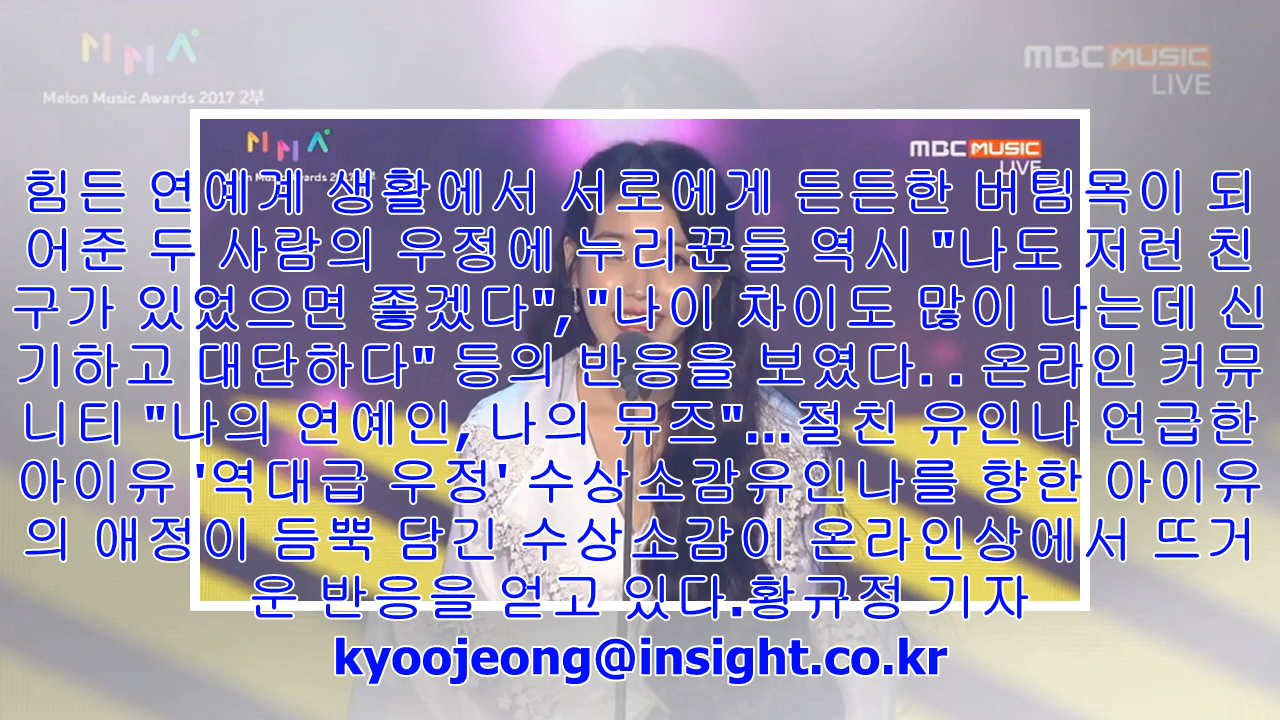 MMA
Melon Music Awards 2017 2부
MBC MUSIC
LIVE
MMA
MBC MUSIC
LIVE
힘든 연예계 생활에서 서로에게 든든한 버팀목이 되
어준 두 사람의 우정에 누리꾼들 역시 "나도 저런 친
구가 있었으면 좋겠다", "나이 차이도 많이 나는데 신
기하고 대단하다" 등의 반응을 보였다. . 온라인 커뮤
니티 "나의 연예인, 나의 뮤즈"...절친 유인나 언급한
아이유 '역대급 우정' 수상소감유인나를 향한 아이유
의 애정이 듬뿍 담긴 수상소감이 온라인상에서 뜨거
운 반응을 얻고 있다.황규정 기자
kyoojeong@insight.co.kr